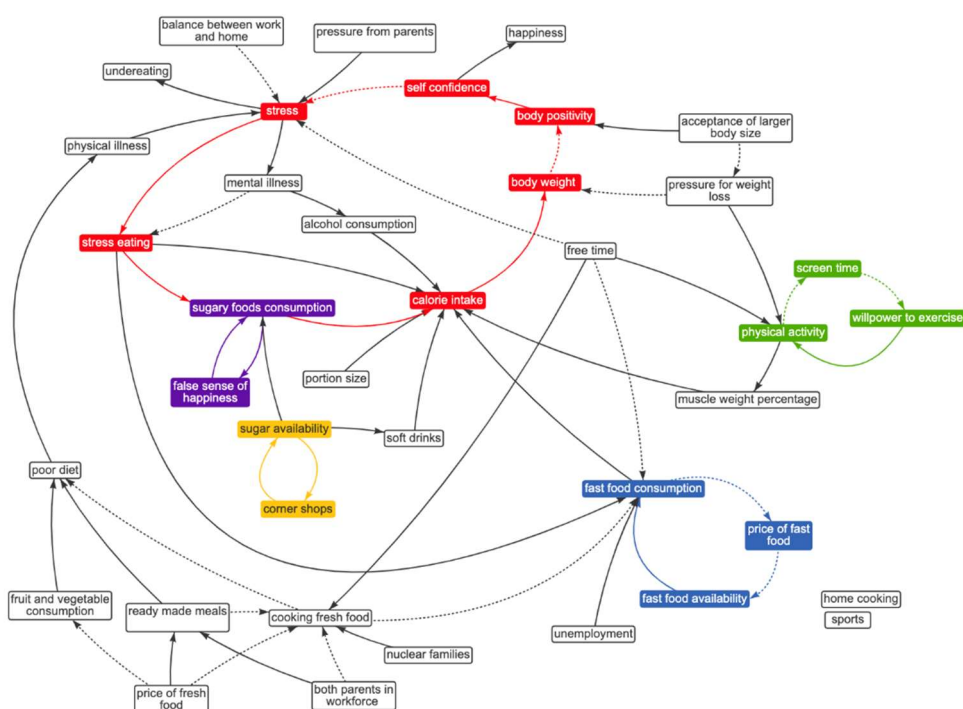 balance between work
and home
pressure from parents
happiness
undereating
self confidence
stress
body positivity
acceptance of larger
body size
physical illness
mental illness
body weight
pressure for weight
loss
alcohol consumption
stress eating
free time
screen time
sugary foods consumption
calorie intake
willpower to exercise
physical activity
portion size
false sense of
happiness
muscle weight percentage
sugar availability
soft drinks
poor diet
fast food consumption
corner shops
price of fast
food
fruit and vegetable
consumption
ready made meals
cooking fresh food
fast food availability
home cooking
sports
unemployment
nuclear families
price of fresh
food
both parents in
workforce